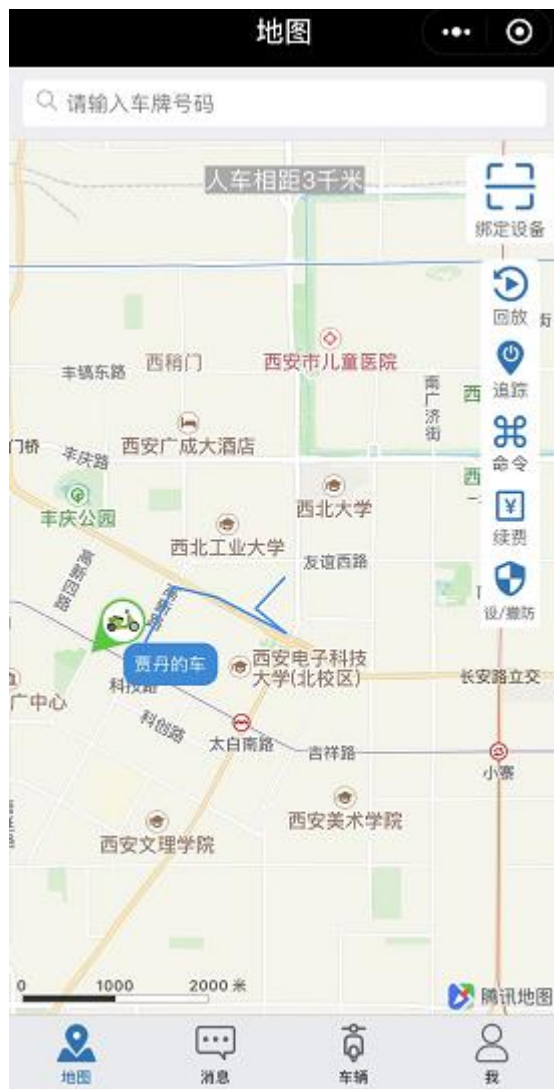 地图
请输入车牌号码
人车相距3千米
绑定设备
回放
西安市儿童医院
西稍门
丰镐东路
追踪
南广济街
西
命令
西安广成大酒店
门桥
丰庆路
西
西北大学
续费
丰庆公园
西北工业大学
友谊西路
高新四路
设/撤防
贾丹的车
西安电子科技
大学(北校区)
长安路立交
广中心
科技路
科创路
太白南路
吉祥路
小寨
西安美术学院
西安文理学院
0 1000 2000 米
腾讯地图
地图 消息 车辆 我